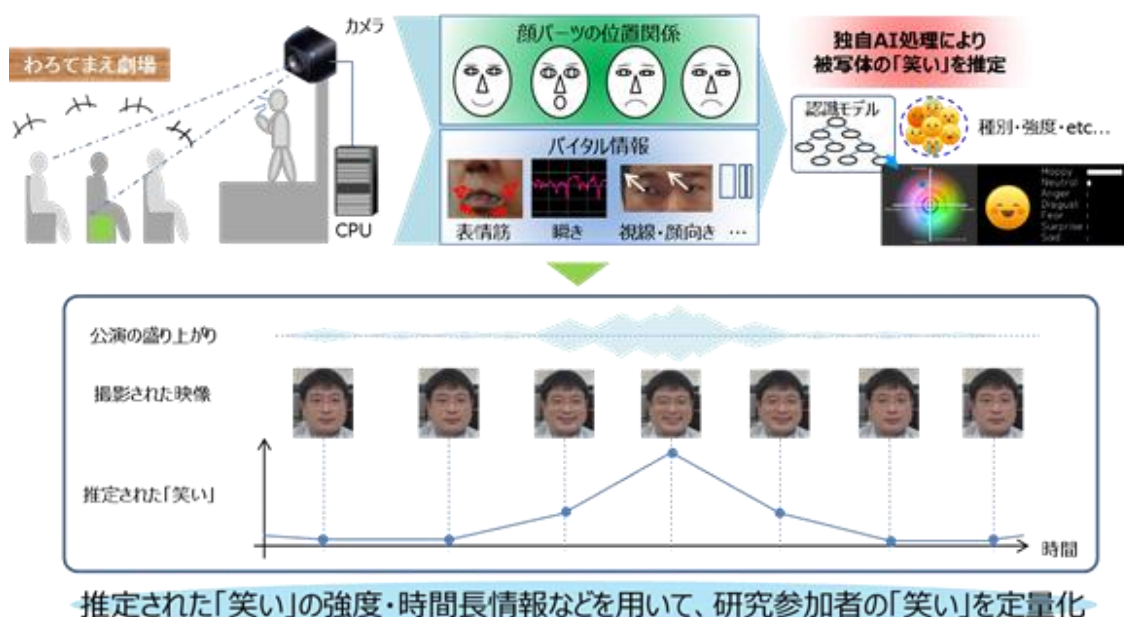 カメラ
わろてまえ劇場
CPU
顔パーツの位置関係
バイタル情報
表情筋
瞬き
視線・顔向き
…
独自AI処理により
被写体の「笑い」を推定
認識モデル
種別・強度・etc…
Happy
Neutral
Anger
Disgust
Fear
Surprise
Sad
公演の盛り上がり
撮影された映像
推定された「笑い」
時間
推定された「笑い」の強度・時間長情報などを用いて、研究参加者の「笑い」を定量化